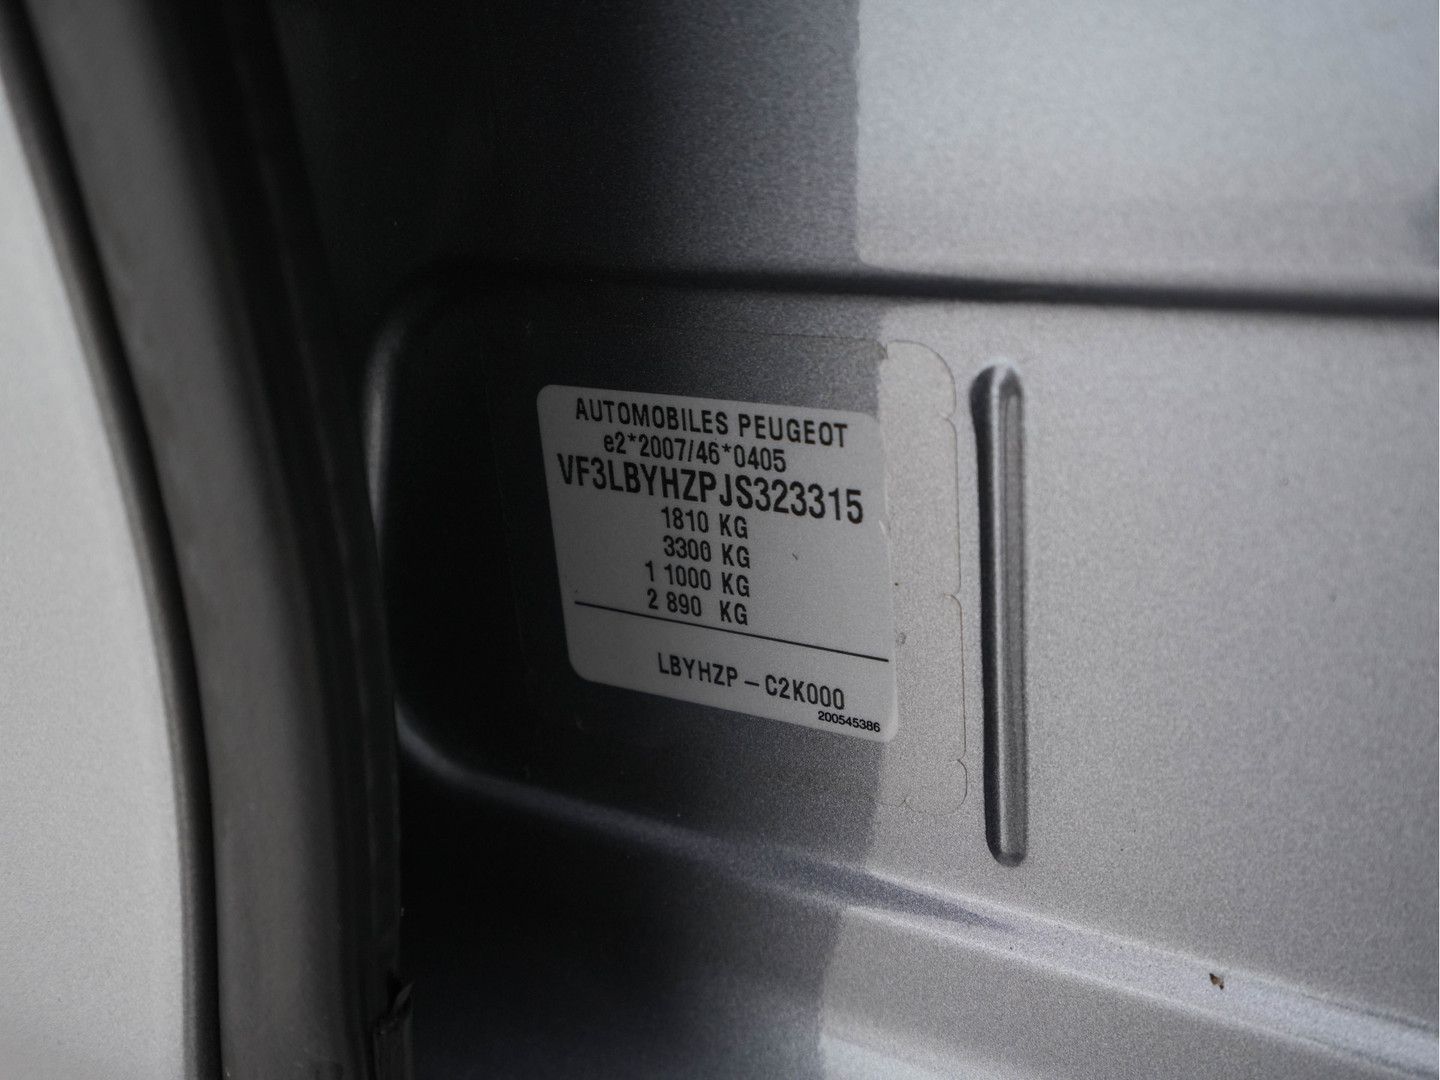 AUTOMOBILES PEUGEOT
e2*2007/46*0405
VF3LBYHZPJS323315
1810 KG
3300 KG
1 1000 KG
2 890 KG
LBYHZP – C2K000
200545386